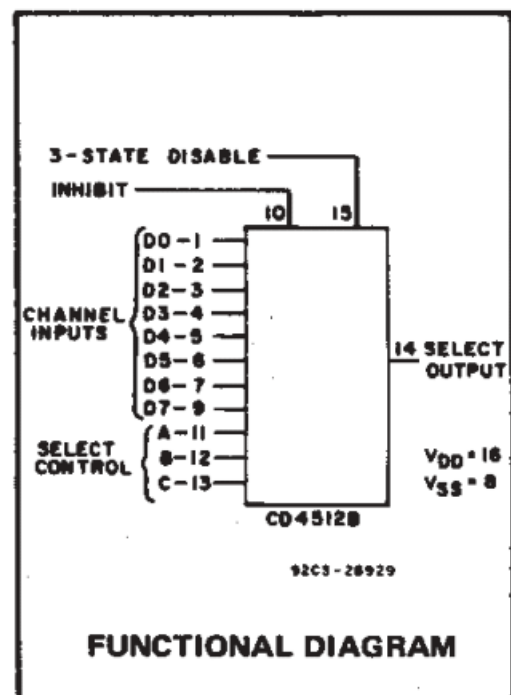 3-STATE DISABLE
INHIBIT
10 15
D0-1
D1-2
D2-3
D3-4
D4-5
D5-6
D6-7
D7-9
CHANNEL
INPUTS
A-11
B-12
C-13
SELECT
CONTROL
14 SELECT
OUTPUT
VDD = 16
VSS = 8
CD4512B
92CS-28929
FUNCTIONAL DIAGRAM